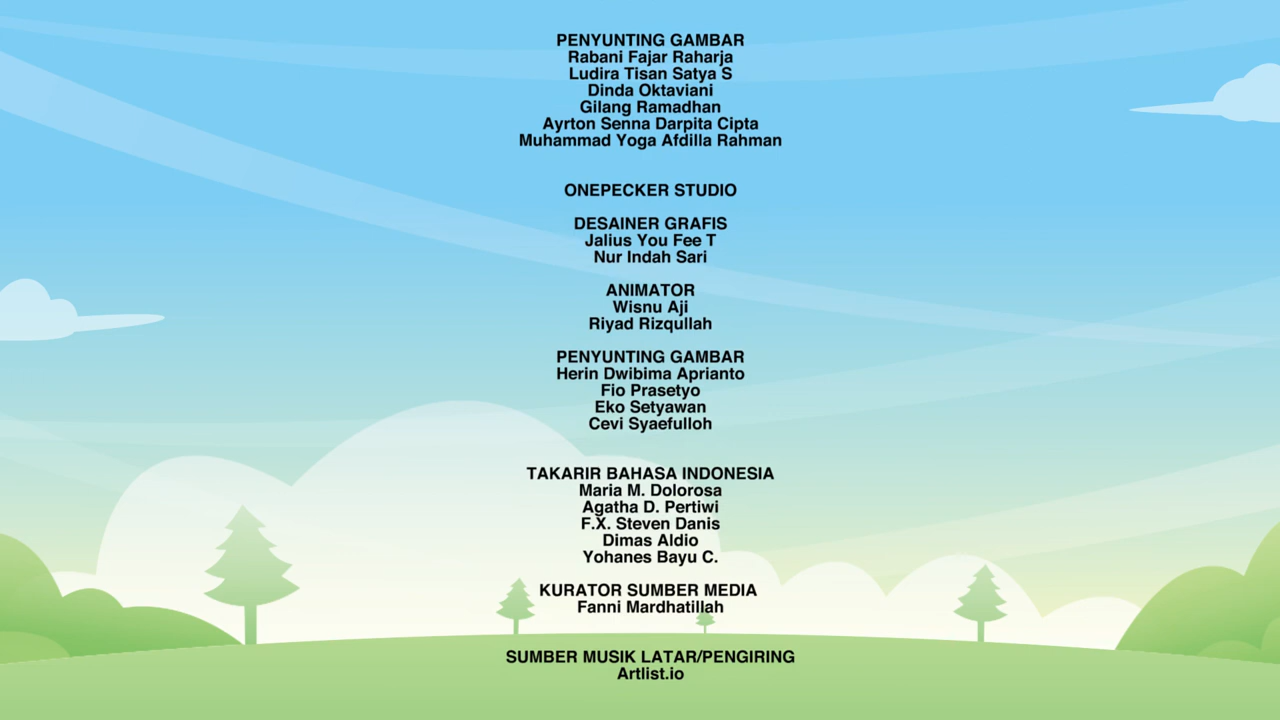 PENYUNTING GAMBAR
Rabani Fajar Raharja
Ludira Tisan Satya S
Dinda Oktaviani
Gilang Ramadhan
Ayrton Senna Darpita Cipta
Muhammad Yoga Afdilla Rahman
ONEPECKER STUDIO
DESAINER GRAFIS
Jalius You Fee T
Nur Indah Sari
ANIMATOR
Wisnu Aji
Riyad Rizqullah
PENYUNTING GAMBAR
Herin Dwibima Aprianto
Fio Prasetyo
Eko Setyawan
Cevi Syaefulloh
TAKARIR BAHASA INDONESIA
Maria M. Dolorosa
Agatha D. Pertiwi
F.X. Steven Danis
Dimas Aldio
Yohanes Bayu C.
KURATOR SUMBER MEDIA
Fanni Mardhatillah
SUMBER MUSIK LATAR/PENGIRING
Artlist.io